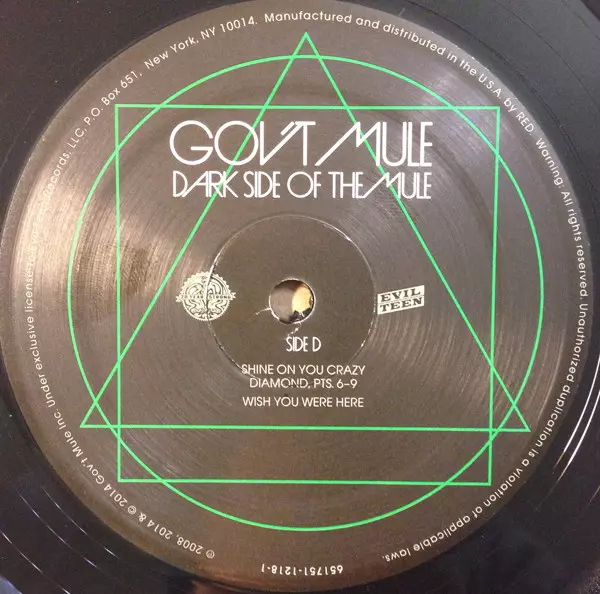 GOV'T MULE
DARK SIDE OF THE MULE
EVIL
TEEN
SIDE D
SHINE ON YOU CRAZY
DIAMOND, PTS. 6–9
WISH YOU WERE HERE
℗ 2008, 2014 & © 2014 Gov't Mule Inc. Under exclusive license Records, LLC, P.O. Box 651, New York, NY 10014. Manufactured and distributed in the U.S.A. by RED. Warning: All rights reserved. Unauthorized duplication is a violation of applicable laws.
651751-1218-1